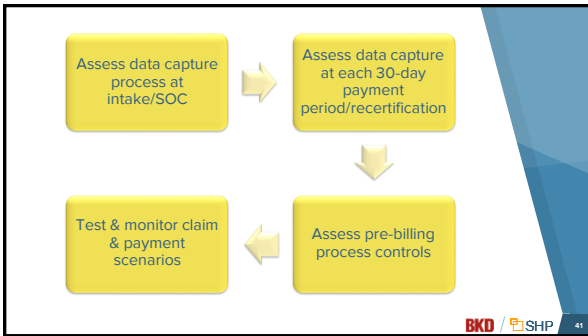 Assess data capture
process at
intake/SOC
Assess data capture
at each 30-day
payment
period/recertification
Test & monitor claim
& payment
scenarios
Assess pre-billing
process controls
BKD / SHP 41